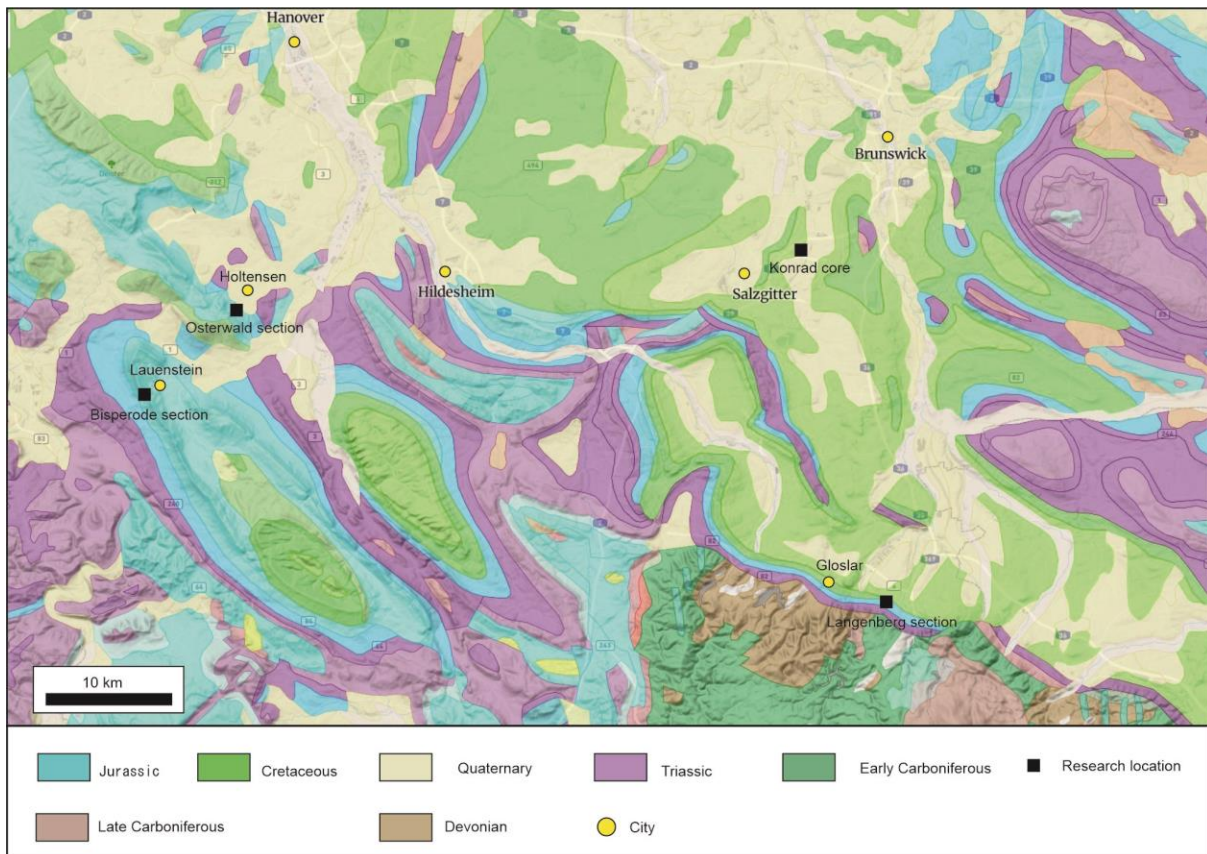 Hanover
Brunswick
Konrad core
Holtensen
Hildesheim
Salzgitter
Osterwald section
Lauenstein
Bisperode section
Gloslar
Langenberg section
10 km
Jurassic
Cretaceous
Quaternary
Triassic
Early Carboniferous
Research location
Late Carboniferous
Devonian
City